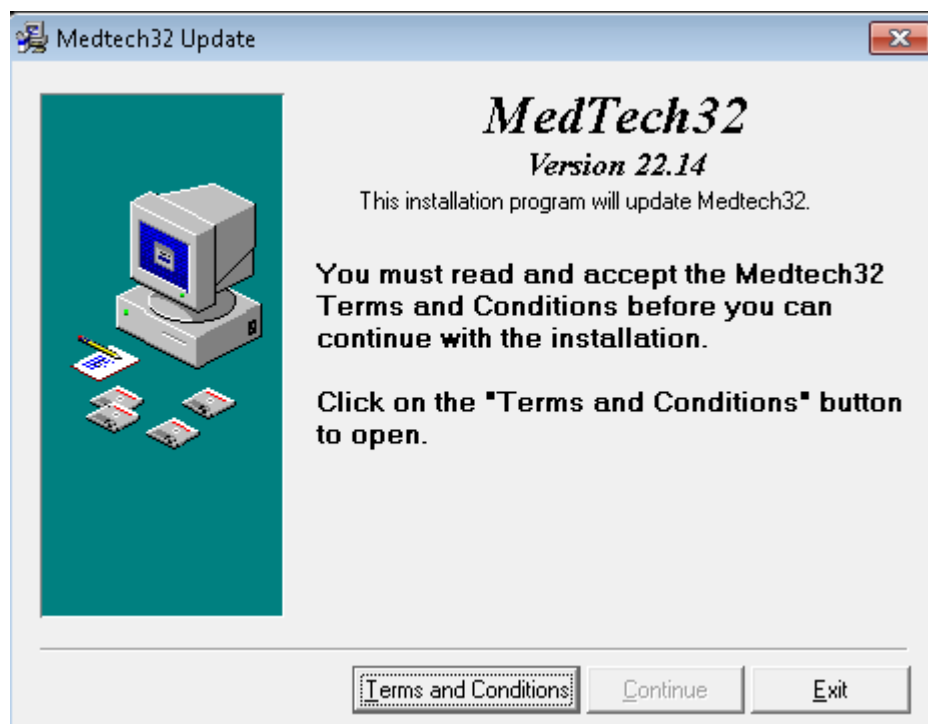 Medtech32 Update
MedTech32
Version 22.14
This installation program will update Medtech32.
You must read and accept the Medtech32
Terms and Conditions before you can
continue with the installation.
Click on the "Terms and Conditions" button
to open.
Terms and Conditions
Continue
Exit